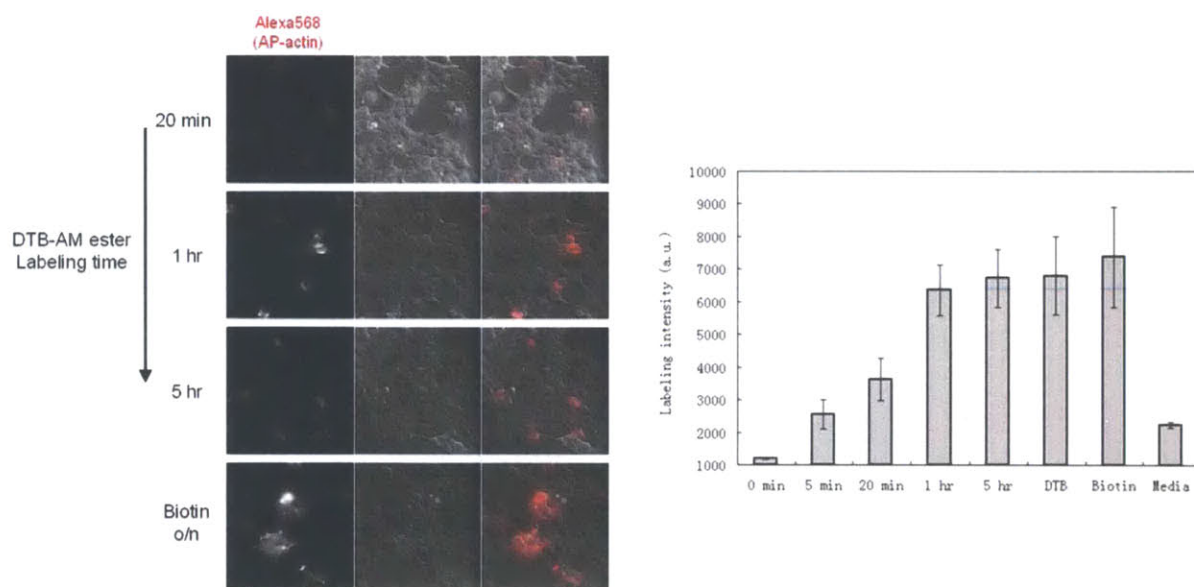 Alexa568
(AP-actin)
20 min
DTB-AM ester
Labeling time
1 hr
5 hr
Biotin
o/n
Labeling intensity (a.u.)
10000
9000
8000
7000
6000
5000
4000
3000
2000
1000
0 min 5 min 20 min 1 hr 5 hr DTB Biotin Media